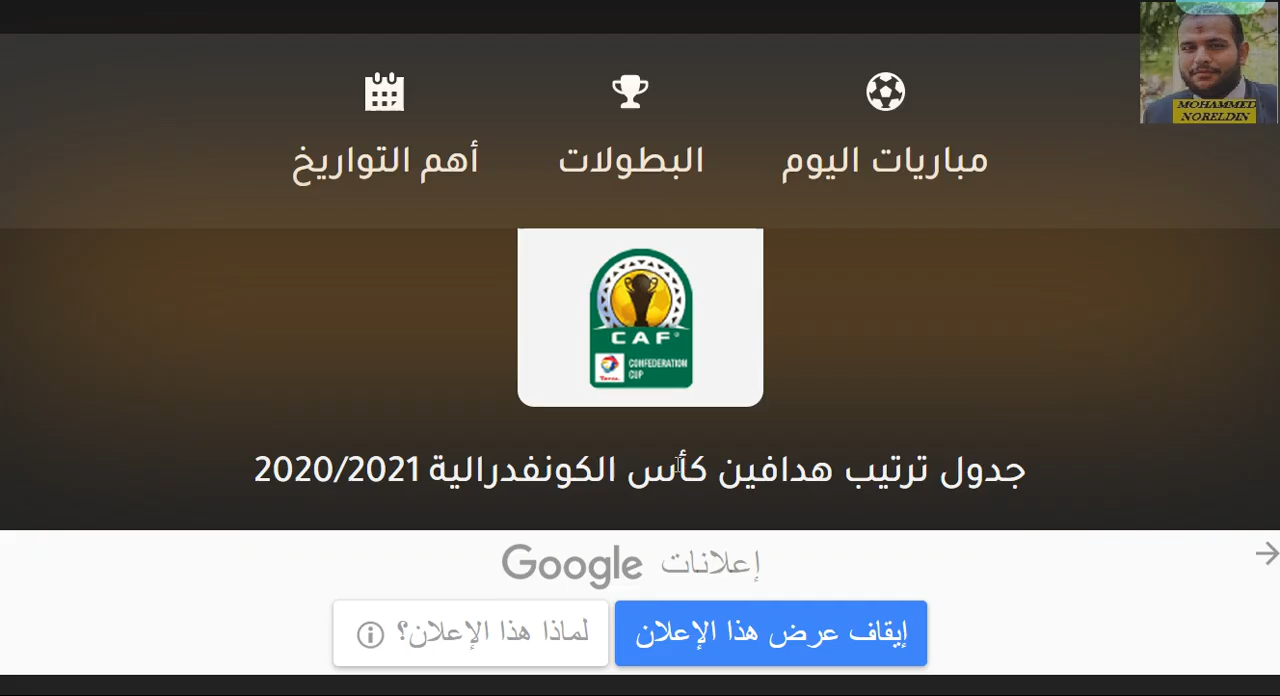 MOHAMMED
NORELDIN
مباريات اليوم
البطولات
أهم التواريخ
CAF
TOTAL
CONFEDERATION
CUP
جدول ترتيب هدافين كأس الكونفدرالية 2020/2021
إعلانات Google
إيقاف عرض هذا الإعلان
لماذا هذا الإعلان؟